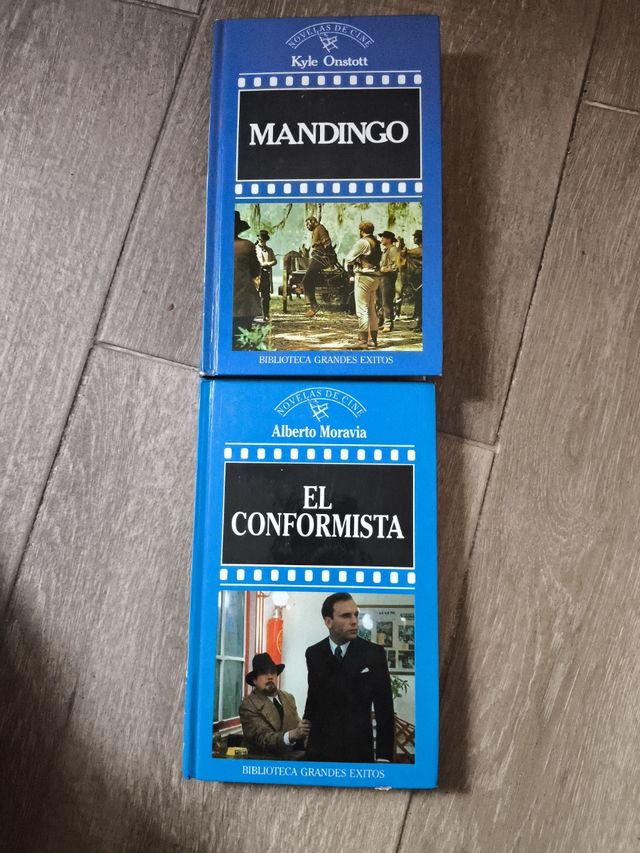 NOVELAS DE CINE
Kyle Onstott
MANDINGO
BIBLIOTECA GRANDES EXITOS
NOVELAS DE CINE
Alberto Moravia
EL
CONFORMISTA
BIBLIOTECA GRANDES EXITOS